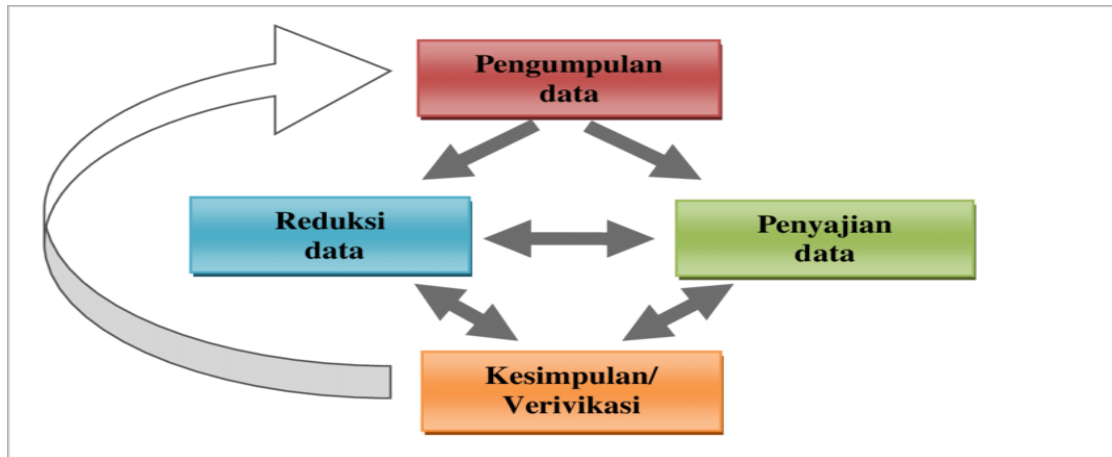 Pengumpulan
data
Reduksi
data
Penyajian
data
Kesimpulan/
Verivikasi